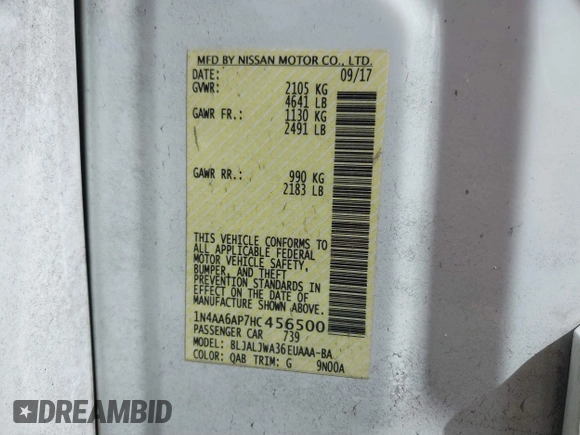 MFD BY NISSAN MOTOR CO., LTD.
DATE: 09/17
GVWR: 2105 KG
4641 LB
GAWR FR.: 1130 KG
2491 LB
GAWR RR.: 990 KG
2183 LB
THIS VEHICLE CONFORMS TO
ALL APPLICABLE FEDERAL
MOTOR VEHICLE SAFETY,
BUMPER, AND THEFT
PREVENTION STANDARDS IN
EFFECT ON THE DATE OF
MANUFACTURE SHOWN ABOVE.
1N4AA6AP7HC456500
PASSENGER CAR 739
MODEL: BLJALJWA36EUAAA-BA
COLOR: QAB TRIM: G 9N00A
DREAMBID